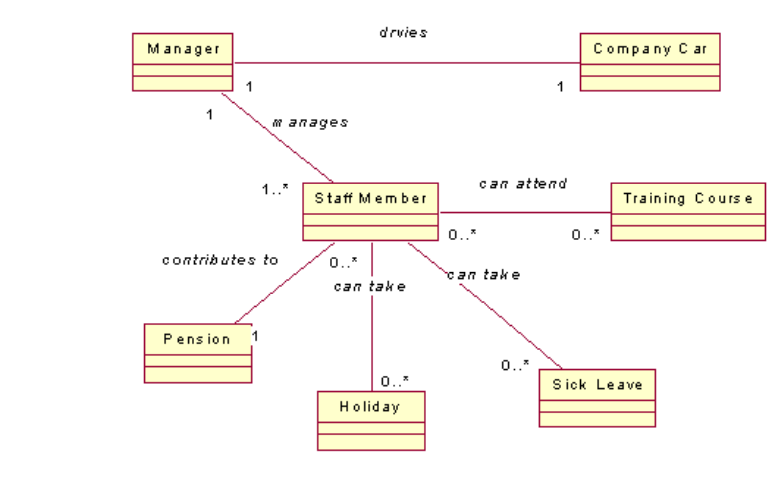 drvies
Manager
Company Car
1
1
1
manages
1..*
Staff Member
can attend
Training Course
0..*
0..*
contributes to
0..*
can take
can take
Pension
1
0..*
0..*
Holiday
Sick Leave